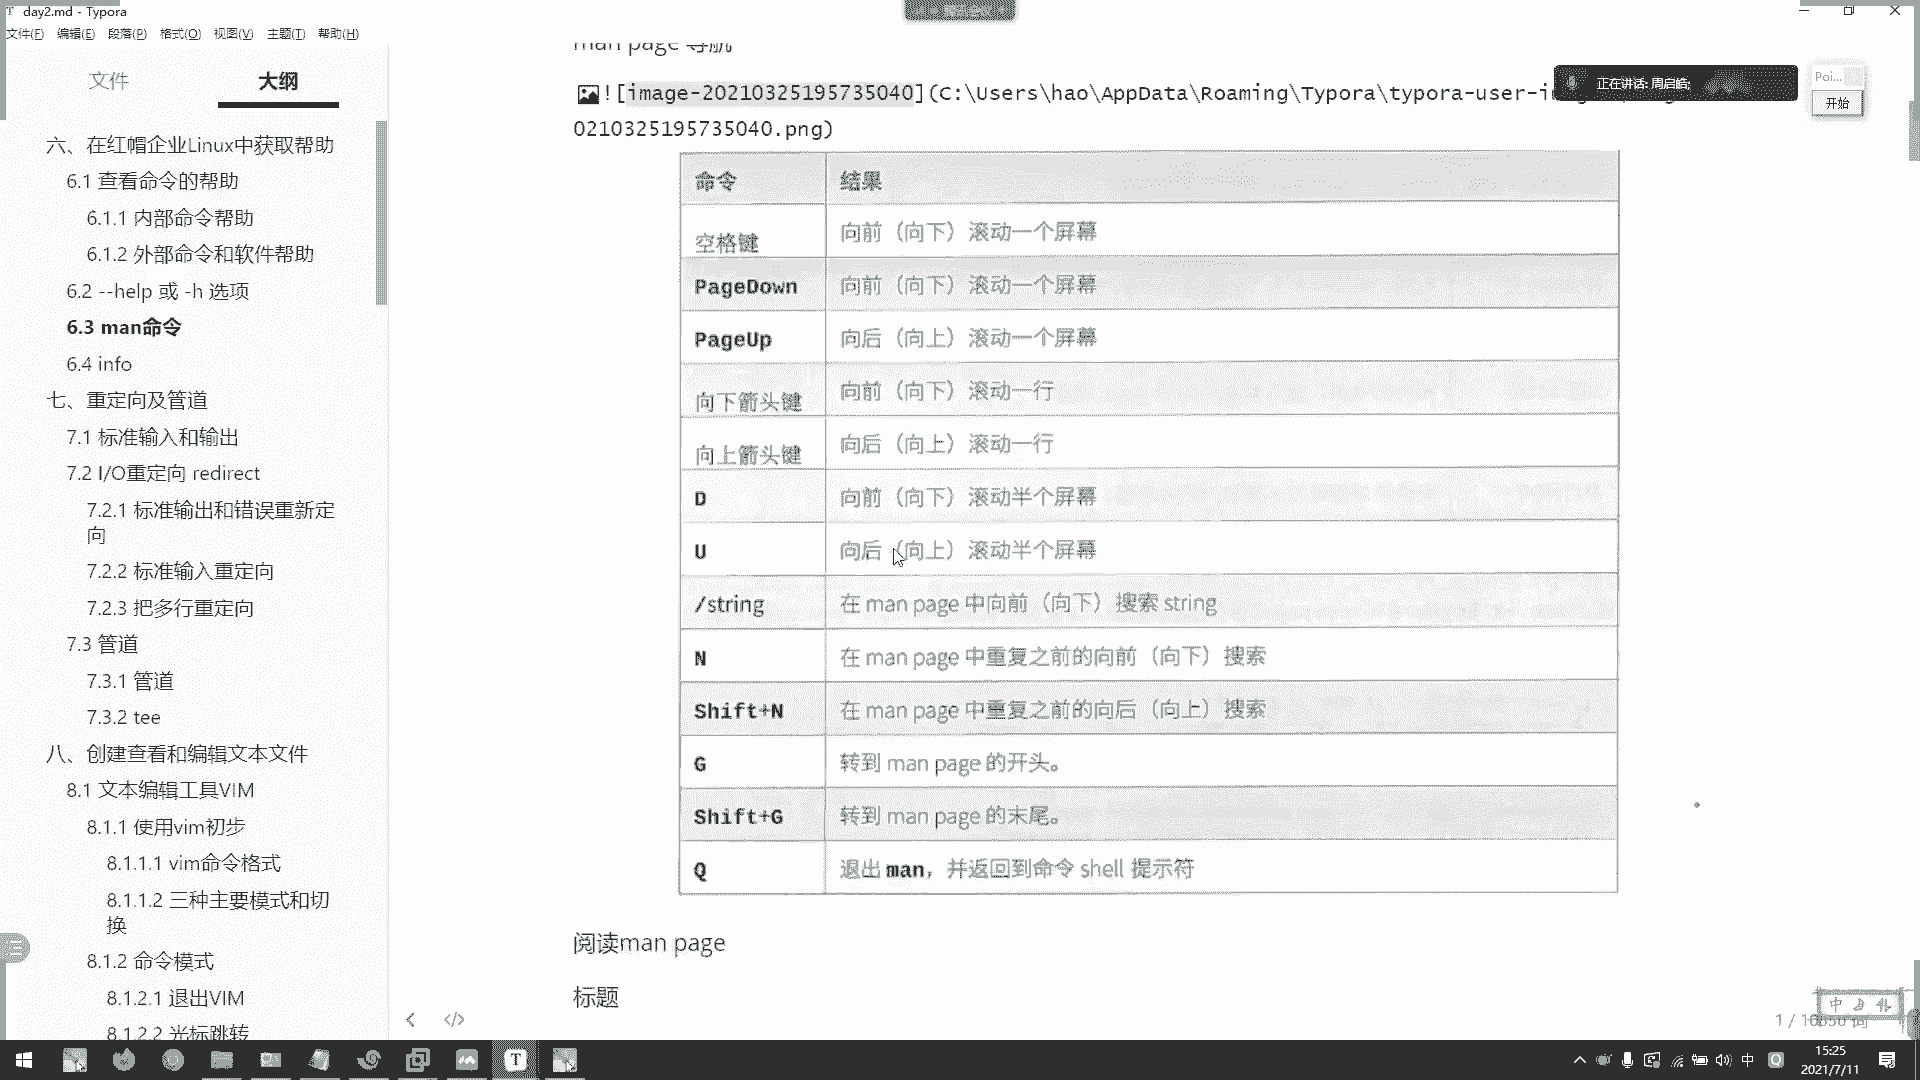 day2.md - Typora
文件(F) 编辑(E) 段落(P) 格式(O) 视图(V) 主题(T) 帮助(H)
文件 大纲
六、在红帽企业Linux中获取帮助
6.1 查看命令的帮助
6.1.1 内部命令帮助
6.1.2 外部命令和软件帮助
6.2 --help 或 -h 选项
6.3 man命令
6.4 info
七、重定向及管道
7.1 标准输入和输出
7.2 I/O重定向 redirect
7.2.1 标准输出和错误重新定
向
7.2.2 标准输入重定向
7.2.3 把多行重定向
7.3 管道
7.3.1 管道
7.3.2 tee
八、创建查看和编辑文本文件
8.1 文本编辑工具VIM
8.1.1 使用vim初步
8.1.1.1 vim命令格式
8.1.1.2 三种主要模式和切
换
8.1.2 命令模式
8.1.2.1 退出VIM
8.1.2.2 光标跳转
man page 导航
![image-20210325195735040](C:\Users\hao\AppData\Roaming\Typora\typora-user-i
0210325195735040.png)
正在讲话: 周启皓;
Poi...
开始
命令 结果
空格键 向前（向下）滚动一个屏幕
PageDown 向前（向下）滚动一个屏幕
PageUp 向后（向上）滚动一个屏幕
向下箭头键 向前（向下）滚动一行
向上箭头键 向后（向上）滚动一行
D 向前（向下）滚动半个屏幕
U 向后（向上）滚动半个屏幕
/string 在 man page 中向前（向下）搜索 string
N 在 man page 中重复之前的向前（向下）搜索
Shift+N 在 man page 中重复之前的向后（向上）搜索
G 转到 man page 的开头。
Shift+G 转到 man page 的末尾。
Q 退出 man，并返回到命令 shell 提示符
阅读man page
标题
中
1 / 词
中
15:25
2021/7/11